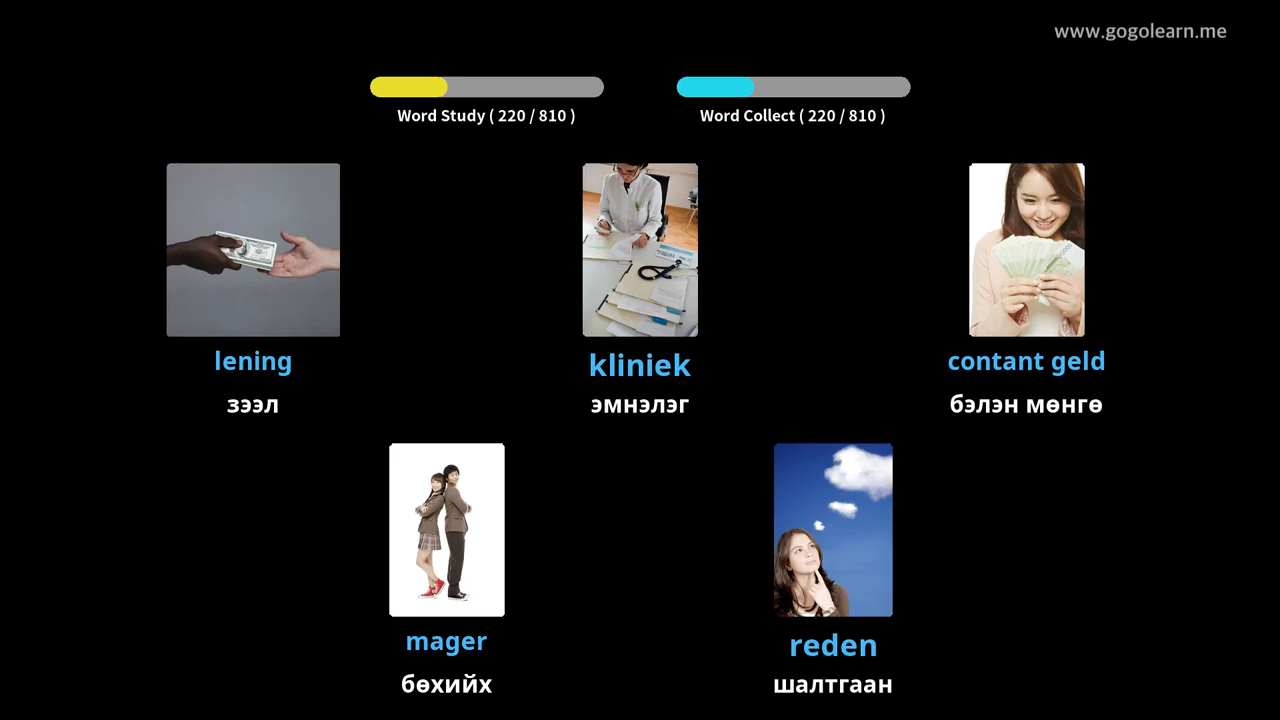 www.gogolearn.me
Word Study ( 220 / 810 )
Word Collect ( 220 / 810 )
lening
kliniek
contant geld
зээл
эмнэлэг
бэлэн мөнгө
mager
reden
бөхийх
шалтгаан